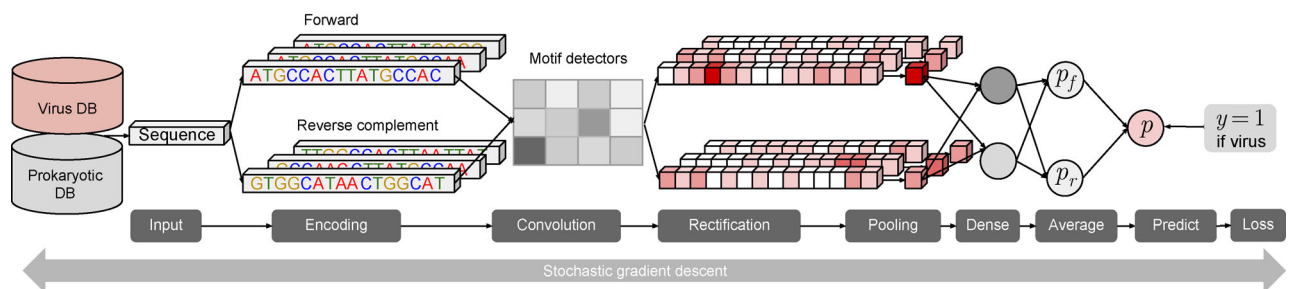 Forward
ATGCCACTTATGCCAC
Motif detectors
Virus DB
Sequence
Reverse complement
Prokaryotic
DB
GTGGCATAACTGGCAT
p_f
p
p_r
y = 1
if virus
Input
Encoding
Convolution
Rectification
Pooling
Dense
Average
Predict
Loss
Stochastic gradient descent